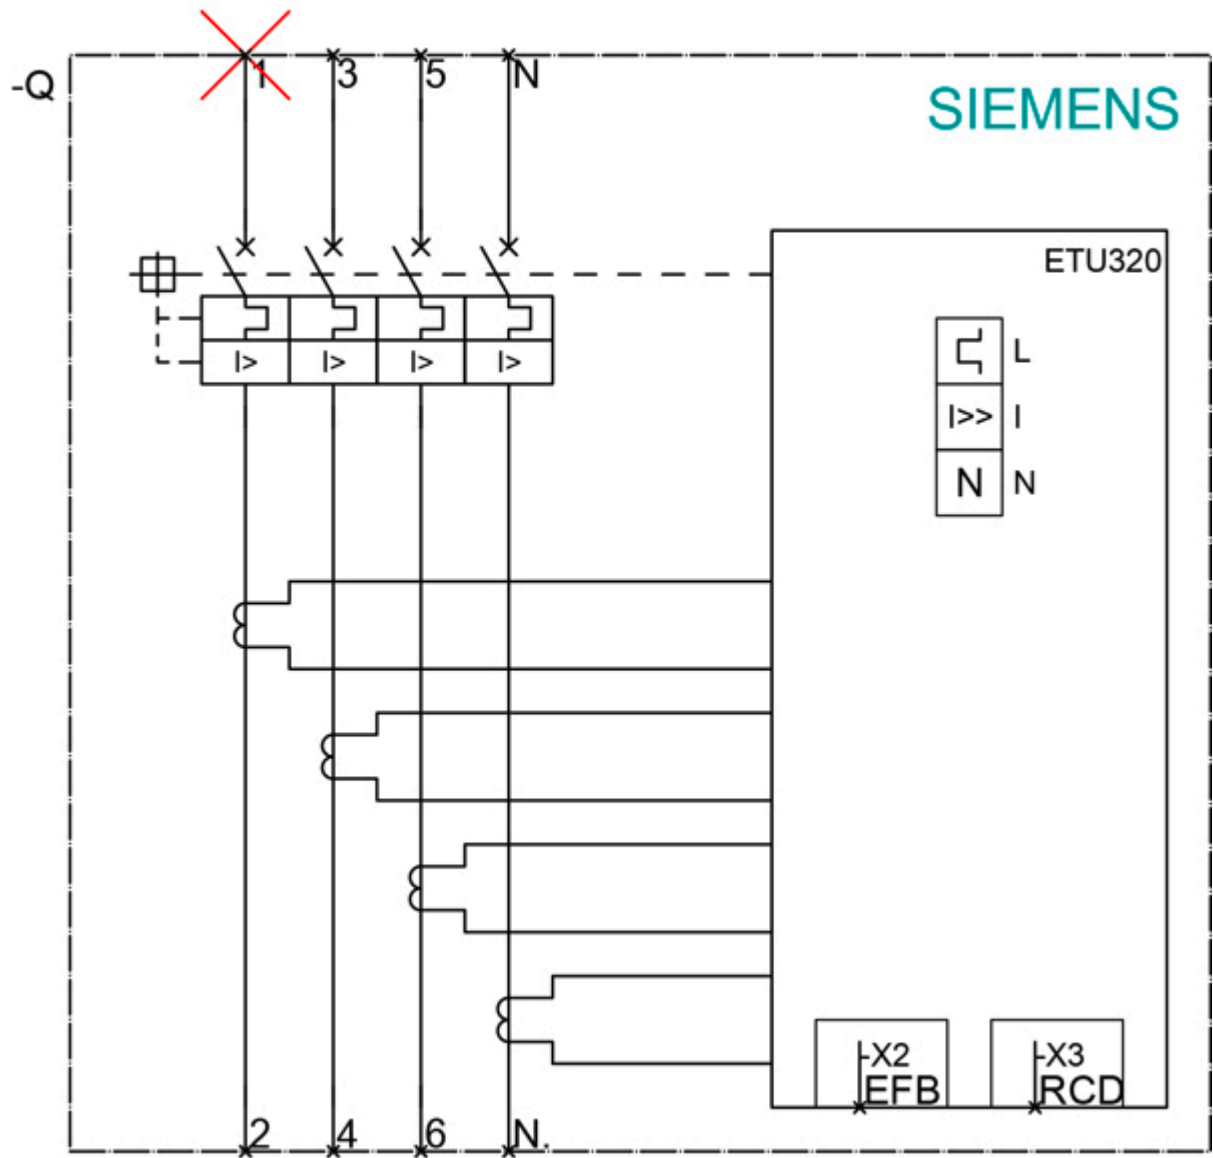 1 3 5 N
-Q
SIEMENS
ETU320
L
I> I> I> I>
I>> I
N N
-X2 -X3
EFB RCD
2 4 6 N.